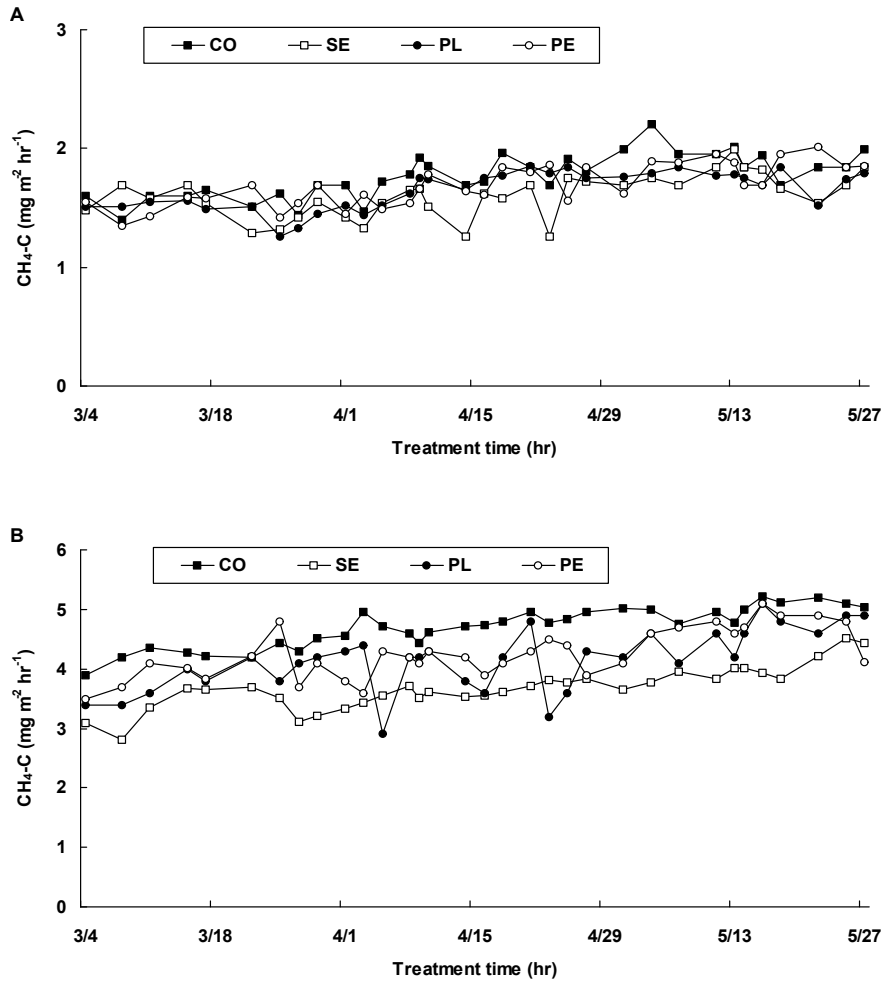 A
3
CO SE PL PE
2
1
0
CH₄-C (mg m⁻² hr⁻¹)
3/4 3/18 4/1 4/15 4/29 5/13 5/27
Treatment time (hr)
B
6
CO SE PL PE
5
4
3
2
1
0
CH₄-C (mg m⁻² hr⁻¹)
3/4 3/18 4/1 4/15 4/29 5/13 5/27
Treatment time (hr)